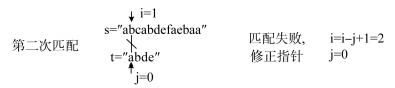 i=1
s="abcabdefaebaa"
第二次匹配
t="abde"
j=0
匹配失败, i=i-j+1=2
修正指针 j=0